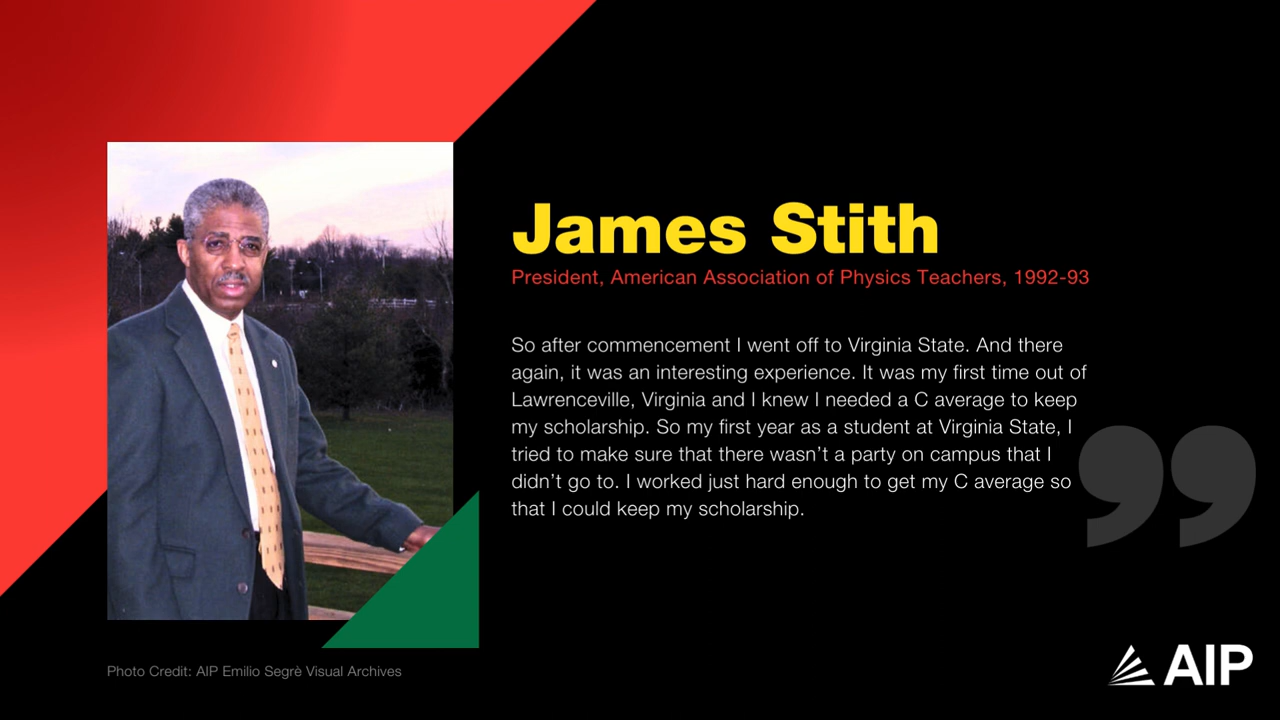 James Stith
President, American Association of Physics Teachers, 1992-93
So after commencement I went off to Virginia State. And there
again, it was an interesting experience. It was my first time out of
Lawrenceville, Virginia and I knew I needed a C average to keep
my scholarship. So my first year as a student at Virginia State, I
tried to make sure that there wasn’t a party on campus that I
didn’t go to. I worked just hard enough to get my C average so
that I could keep my scholarship.
”
Photo Credit: AIP Emilio Segrè Visual Archives
AIP